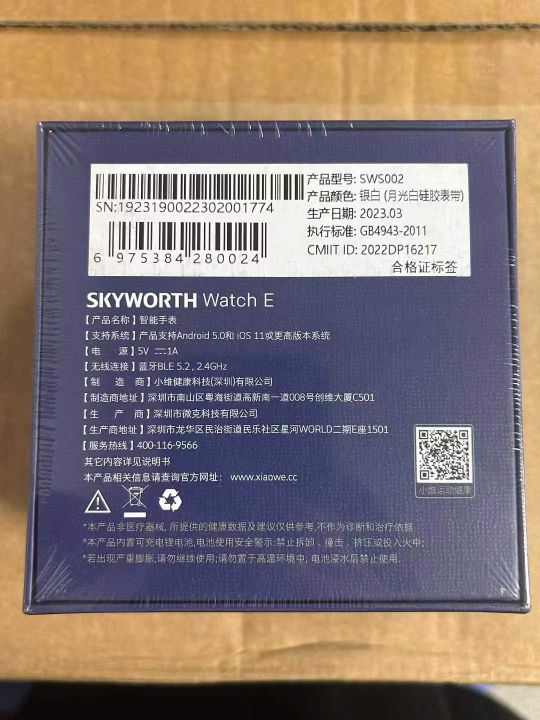 产品型号: SWS002
产品颜色: 银白 (月光白硅胶表带)
SN:1923190022302001774
生产日期: 2023.03
执行标准: GB4943-2011
CMIIT ID: 2022DP16217
6 975384 280024
合格证标签
SKYWORTH Watch E
【产品名称】智能手表
【支持系统】产品支持Android 5.0和 iOS 11或更高版本系统
【电 源】5V ⎓1A
【无线连接】蓝牙BLE 5.2 , 2.4GHz
【制 造 商】小维健康科技(深圳)有限公司
【制造商地址】深圳市南山区粤海街道高新南一道008号创维大厦C501
【生 产 商】深圳市微克科技有限公司
【生产商地址】深圳市龙华区民治街道民乐社区星河WORLD二期E座1501
【服务热线】400-116-9566
其它内容详见说明书
本产品相关信息请查询官方网址: www.xiaowe.cc
小维运动健康
*本产品非医疗器械, 所提供的健康数据及建议仅供参考,不作为诊断和治疗依据
*本产品内置可充电锂电池,电池使用安全警示:禁止拆卸﹑撞击﹑挤压或投入火中;
*若出现严重膨胀,请勿继续使用;请勿置于高温环境中; 电池浸水后禁止使用.